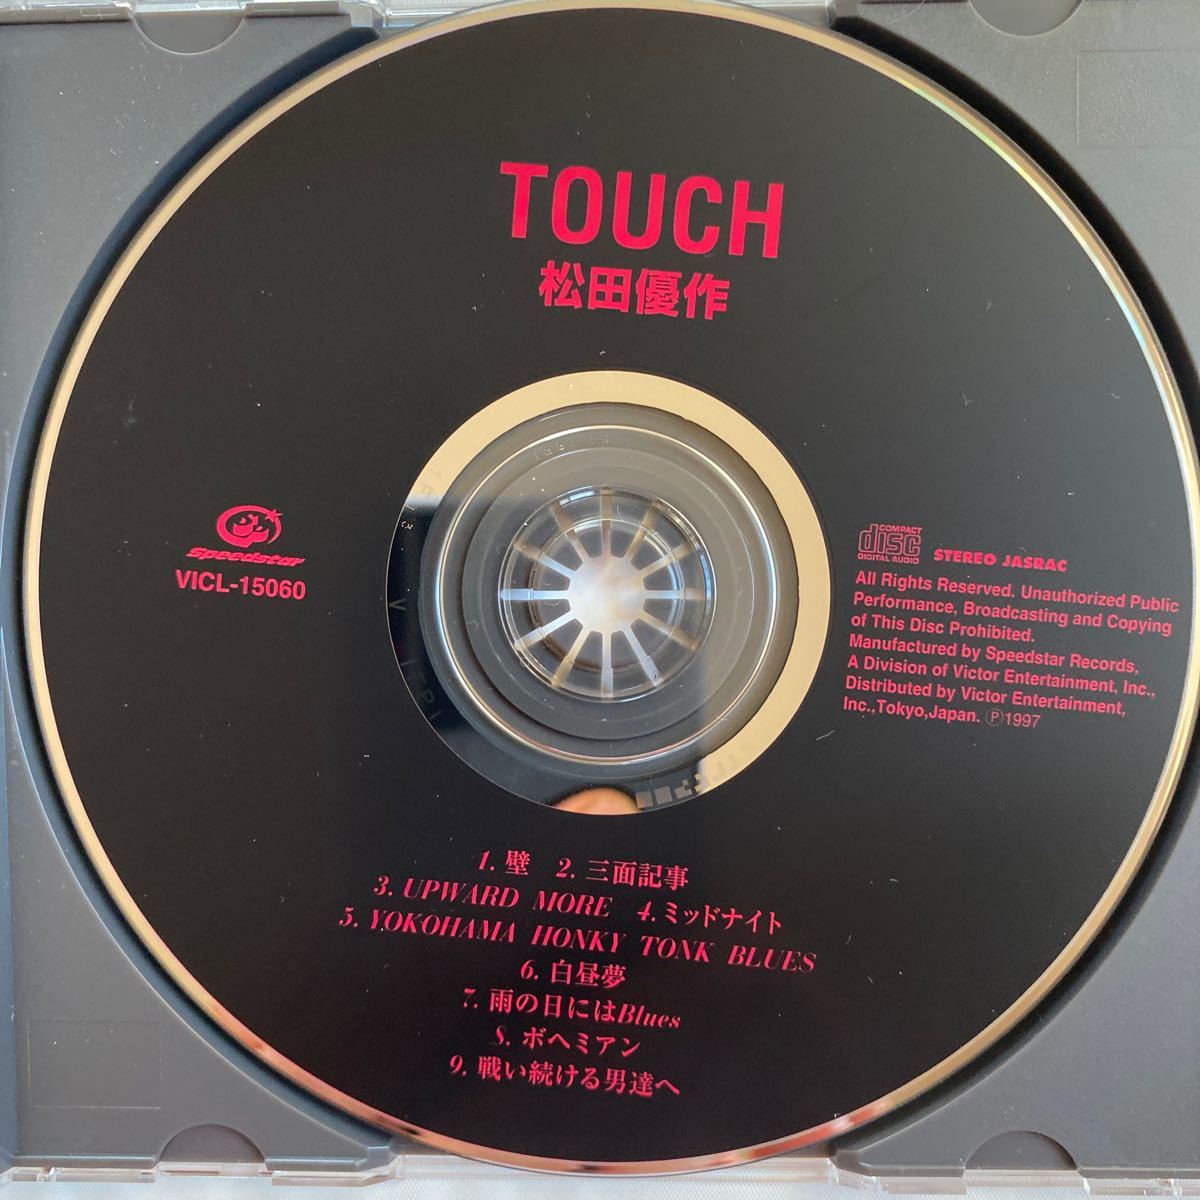 TOUCH
松田優作
Speedstar
VICL-15060
COMPACT
disc
DIGITAL AUDIO
STEREO JASRAC
All Rights Reserved. Unauthorized Public
Performance, Broadcasting and Copying
of This Disc Prohibited.
Manufactured by Speedstar Records,
A Division of Victor Entertainment, Inc.,
Distributed by Victor Entertainment,
Inc.,Tokyo,Japan. Ⓟ1997
1. 壁 2. 三面記事
3. UPWARD MORE 4. ミッドナイト
5. YOKOHAMA HONKY TONK BLUES
6. 白昼夢
7. 雨の日にはBlues
8. ボヘミアン
9. 戦い続ける男達へ